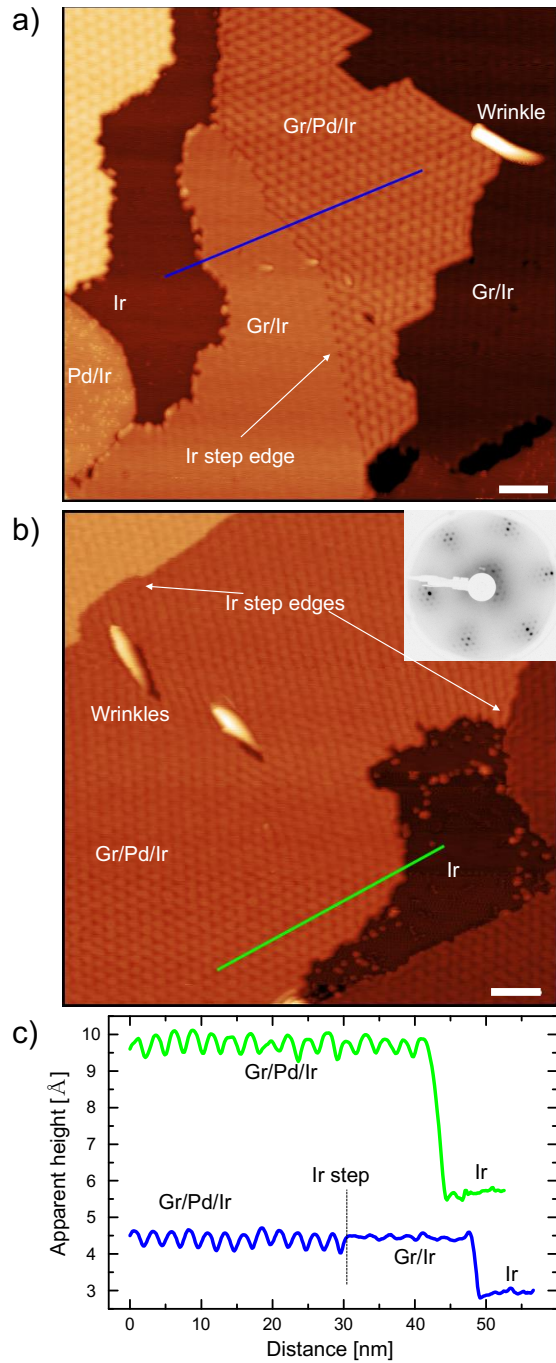 a)
Wrinkle
Gr/Pd/Ir
Ir
Gr/Ir
Gr/Ir
Pd/Ir
Ir step edge
b)
Ir step edges
Wrinkles
Gr/Pd/Ir
Ir
c)
10
9
8
7
6
5
4
3
Apparent height [Å]
Gr/Pd/Ir
Ir
Ir step
Gr/Pd/Ir
Gr/Ir
Ir
0 10 20 30 40 50
Distance [nm]